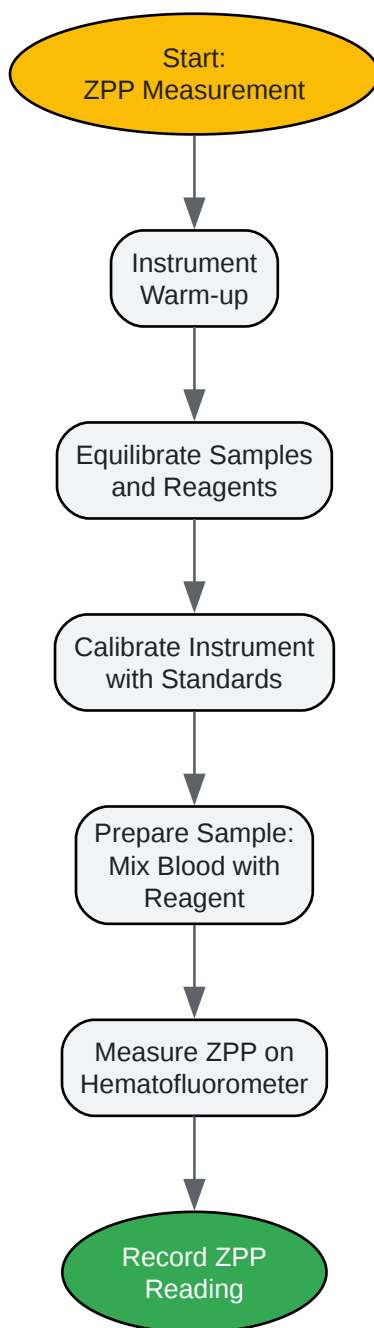 Start:
ZPP Measurement
Instrument
Warm-up
Equilibrate Samples
and Reagents
Calibrate Instrument
with Standards
Prepare Sample:
Mix Blood with
Reagent
Measure ZPP on
Hematofluorometer
Record ZPP
Reading